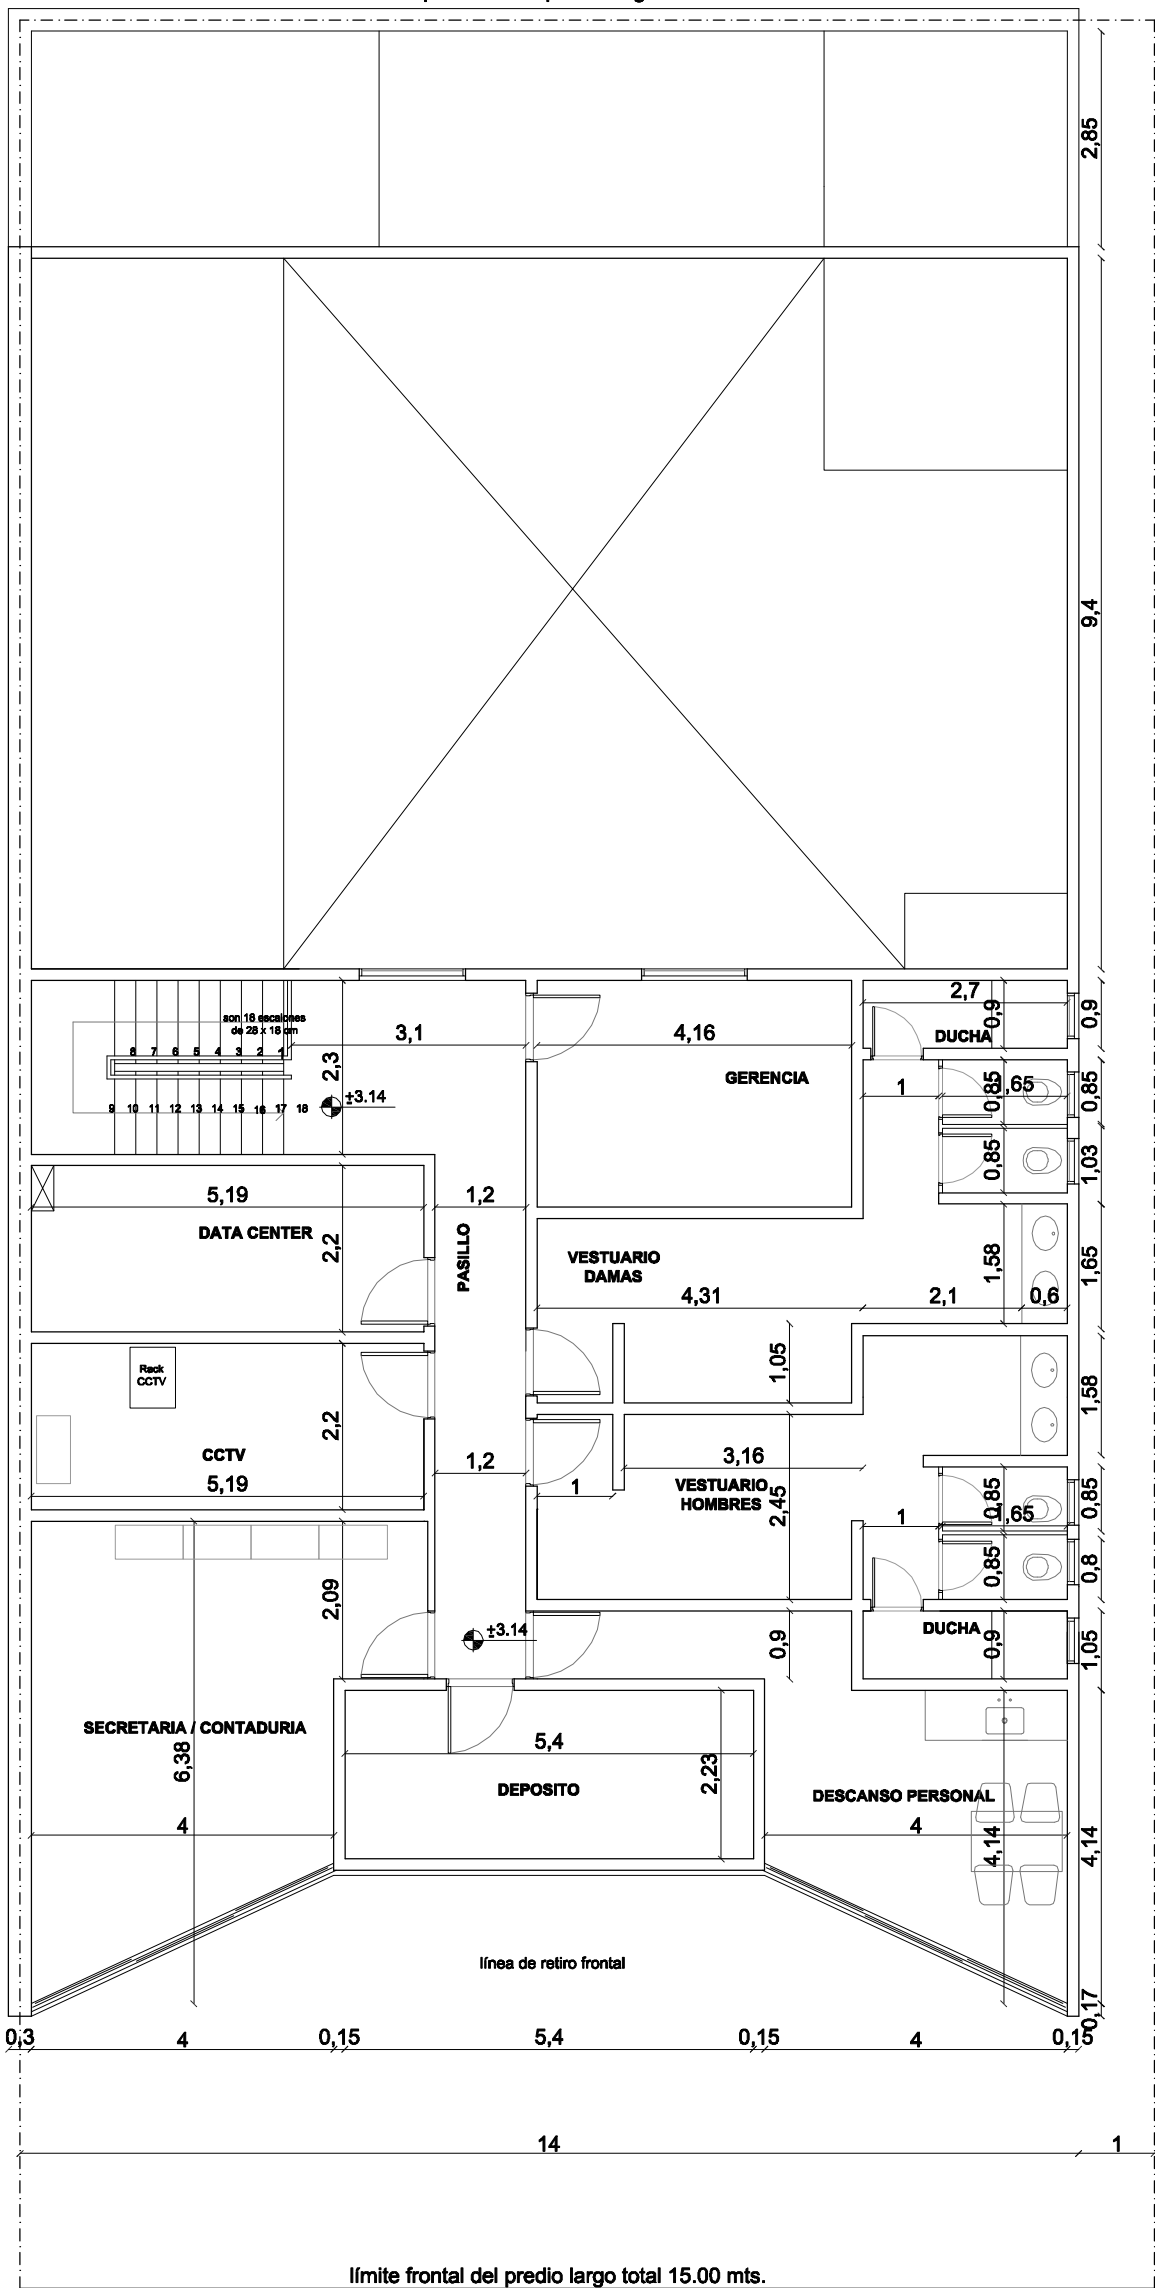 2,85
9,4
2,7
0,9
0,9
DUCHA
son 18 escalones
de 28 x 18 cm
3,1
4,16
8 7 6 5 4 3 2 1
2,3
GERENCIA
1
0,85
1,65
0,85
±3.14
9 10 11 12 13 14 15 16 17 18
0,85
1,03
5,19
1,2
DATA CENTER
2,2
PASILLO
VESTUARIO
DAMAS
1,58
1,65
4,31
2,1
0,6
1,05
Rack
CCTV
2,2
1,58
CCTV
5,19
1,2
3,16
1
VESTUARIO
HOMBRES
2,45
0,85
1,65
0,85
1
0,85
0,8
2,09
±3.14
0,9
DUCHA
0,9
1,05
SECRETARIA / CONTADURIA
6,38
5,4
2,23
DEPOSITO
DESCANSO PERSONAL
4
4
4,14
4,14
línea de retiro frontal
0,17
0,3
4
0,15
5,4
0,15
4
0,15
14
1
límite frontal del predio largo total 15.00 mts.